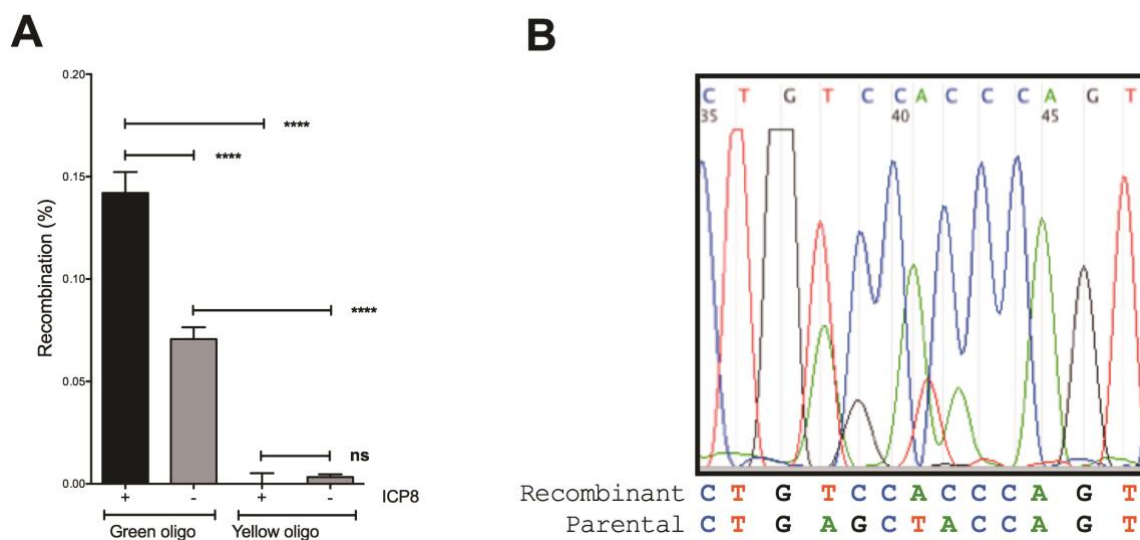 A
Recombination (%)
0.20
0.15
0.10
0.05
0.00
****
****
****
ns
+ - + - ICP8
Green oligo Yellow oligo
B
C T G T C C A C C C A G T
35 40 45
Recombinant C T G T C C A C C C A G T
Parental C T G A G C T A C C A G T